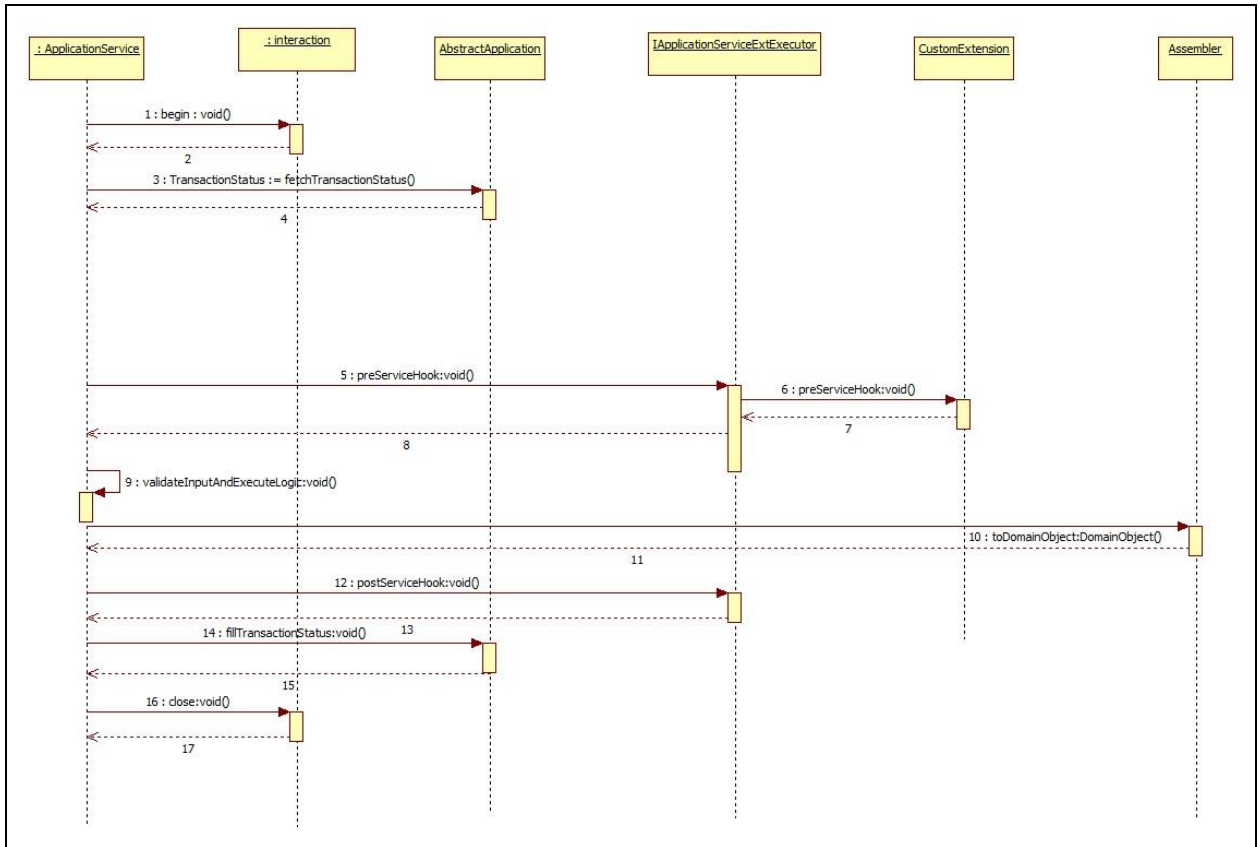 : ApplicationService
: interaction
AbstractApplication
IApplicationServiceExtExecutor
CustomExtension
Assembler
1 : begin : void()
2
3 : TransactionStatus := fetchTransactionStatus()
4
5 : preServiceHook:void()
6 : preServiceHook:void()
7
8
9 : validateInputAndExecuteLogic:void()
10 : toDomainObject:DomainObject()
11
12 : postServiceHook:void()
13
14 : fillTransactionStatus:void()
15
16 : close:void()
17